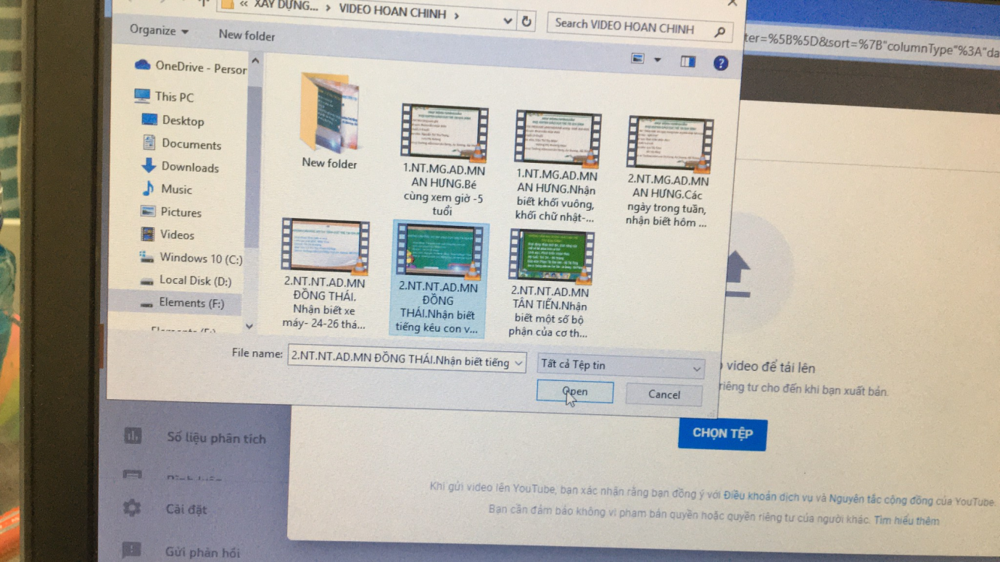 « XÂY DỰNG... > VIDEO HOAN CHINH >
Search VIDEO HOAN CHINH
ter=%5B%5D&sort=%7B"columnType"%3A"da
Organize
New folder
OneDrive - Person
This PC
Desktop
Documents
Downloads
Music
Pictures
Videos
Windows 10 (C:)
Local Disk (D:)
Elements (F:)
New folder
1.NT.MG.AD.MN
AN HƯNG.Bé
cùng xem giờ -5
tuổi
1.NT.MG.AD.MN
AN HƯNG.Nhận
biết khối vuông,
khối chữ nhật-...
2.NT.MG.AD.MN
AN HƯNG.Các
ngày trong tuần,
nhận biết hôm ...
2.NT.NT.AD.MN
ĐỒNG THÁI.
Nhận biết xe
máy- 24-26 thá...
2.NT.NT.AD.MN
ĐỒNG
THÁI.Nhận biết
tiếng kêu con v...
2.NT.NT.AD.MN
TÂN TIẾN.Nhận
biết một số bộ
phận của cơ th...
File name: 2.NT.NT.AD.MN ĐỒNG THÁI.Nhận biết tiếng
Tất cả Tệp tin
Open
Cancel
video để tải lên
riêng tư cho đến khi bạn xuất bản.
CHỌN TỆP
Số liệu phân tích
Cài đặt
Gửi phản hồi
Khi gửi video lên YouTube, bạn xác nhận rằng bạn đồng ý với Điều khoản dịch vụ và Nguyên tắc cộng đồng của YouTube.
Bạn cần đảm bảo không vi phạm bản quyền hoặc quyền riêng tư của người khác. Tìm hiểu thêm